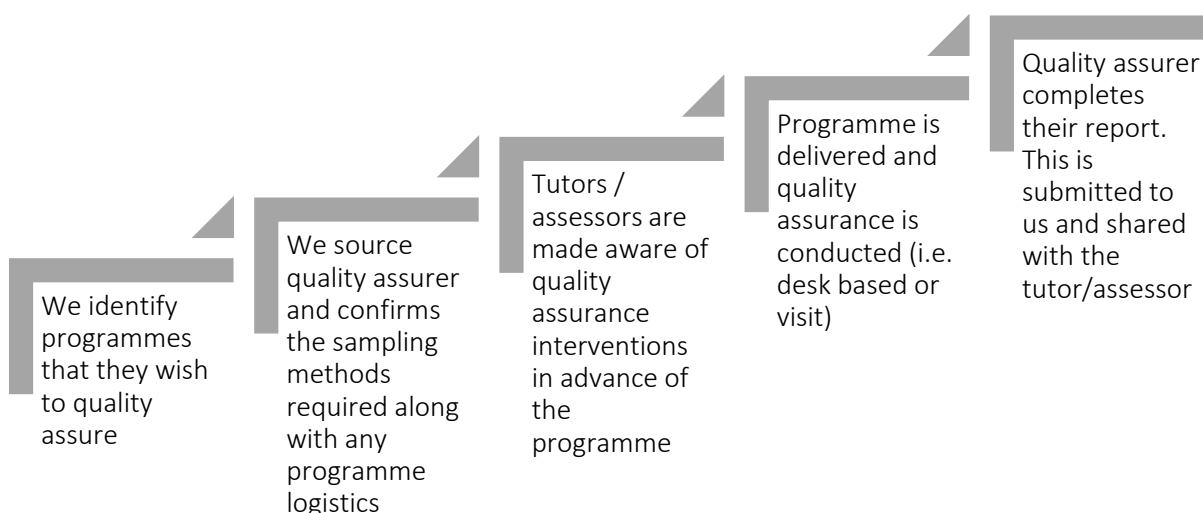 We identify
programmes
that they wish
to quality
assure
We source
quality assurer
and confirms
the sampling
methods
required along
with any
programme
logistics
Tutors /
assessors are
made aware of
quality
assurance
interventions
in advance of
the
programme
Programme is
delivered and
quality
assurance is
conducted (i.e.
desk based or
visit)
Quality assurer
completes
their report.
This is
submitted to
us and shared
with the
tutor/assessor